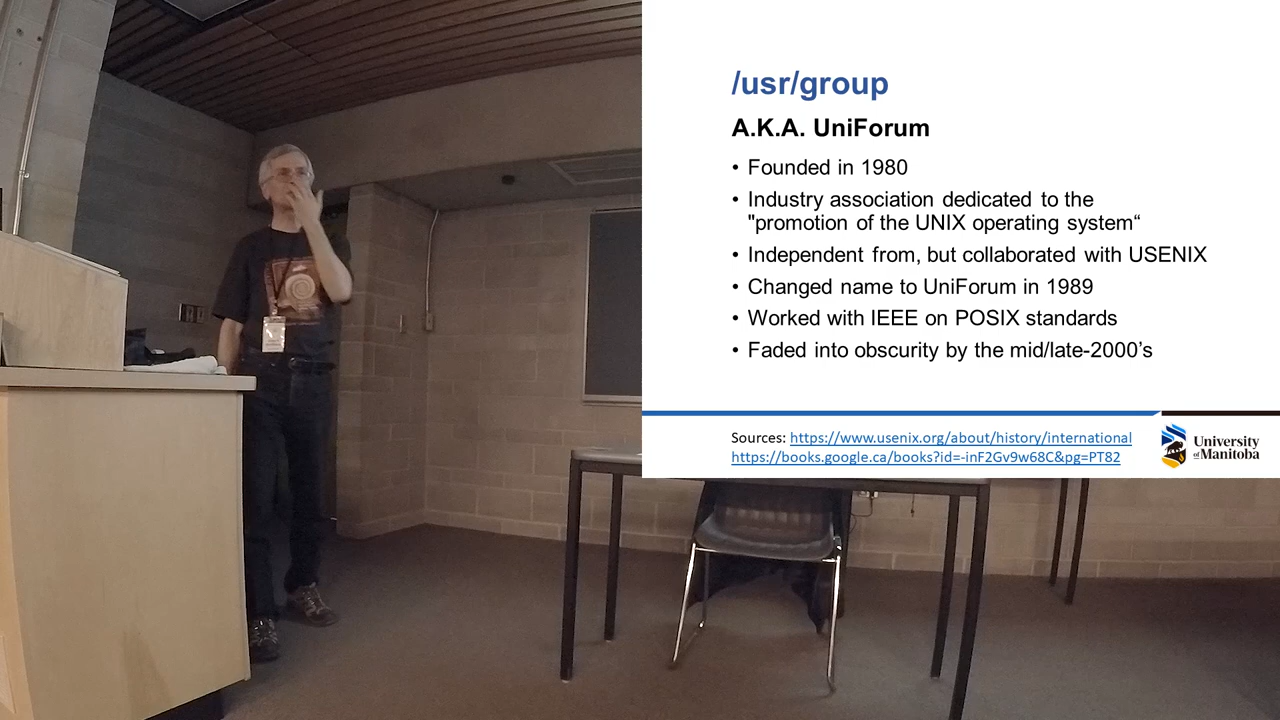 /usr/group
A.K.A. UniForum
• Founded in 1980
• Industry association dedicated to the
"promotion of the UNIX operating system“
• Independent from, but collaborated with USENIX
• Changed name to UniForum in 1989
• Worked with IEEE on POSIX standards
• Faded into obscurity by the mid/late-2000’s
Sources: https://www.usenix.org/about/history/international
https://books.google.ca/books?id=-inF2Gv9w68C&pg=PT82
University
of Manitoba